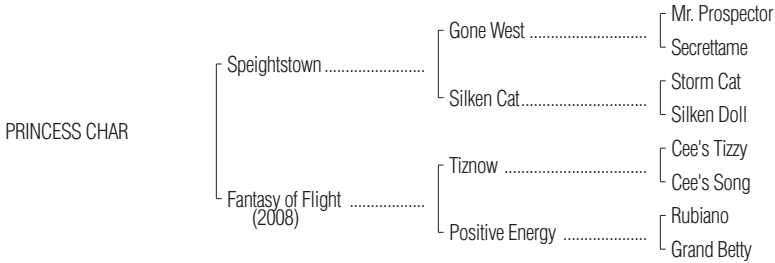 Mr. Prospector
Gone West ..........................
Secrettame
Speightstown ......................
Storm Cat
Silken Cat............................
Silken Doll
PRINCESS CHAR
Cee's Tizzy
Tiznow ................................
Cee's Song
Fantasy of Flight .................
(2008)
Rubiano
Positive Energy ...................
Grand Betty